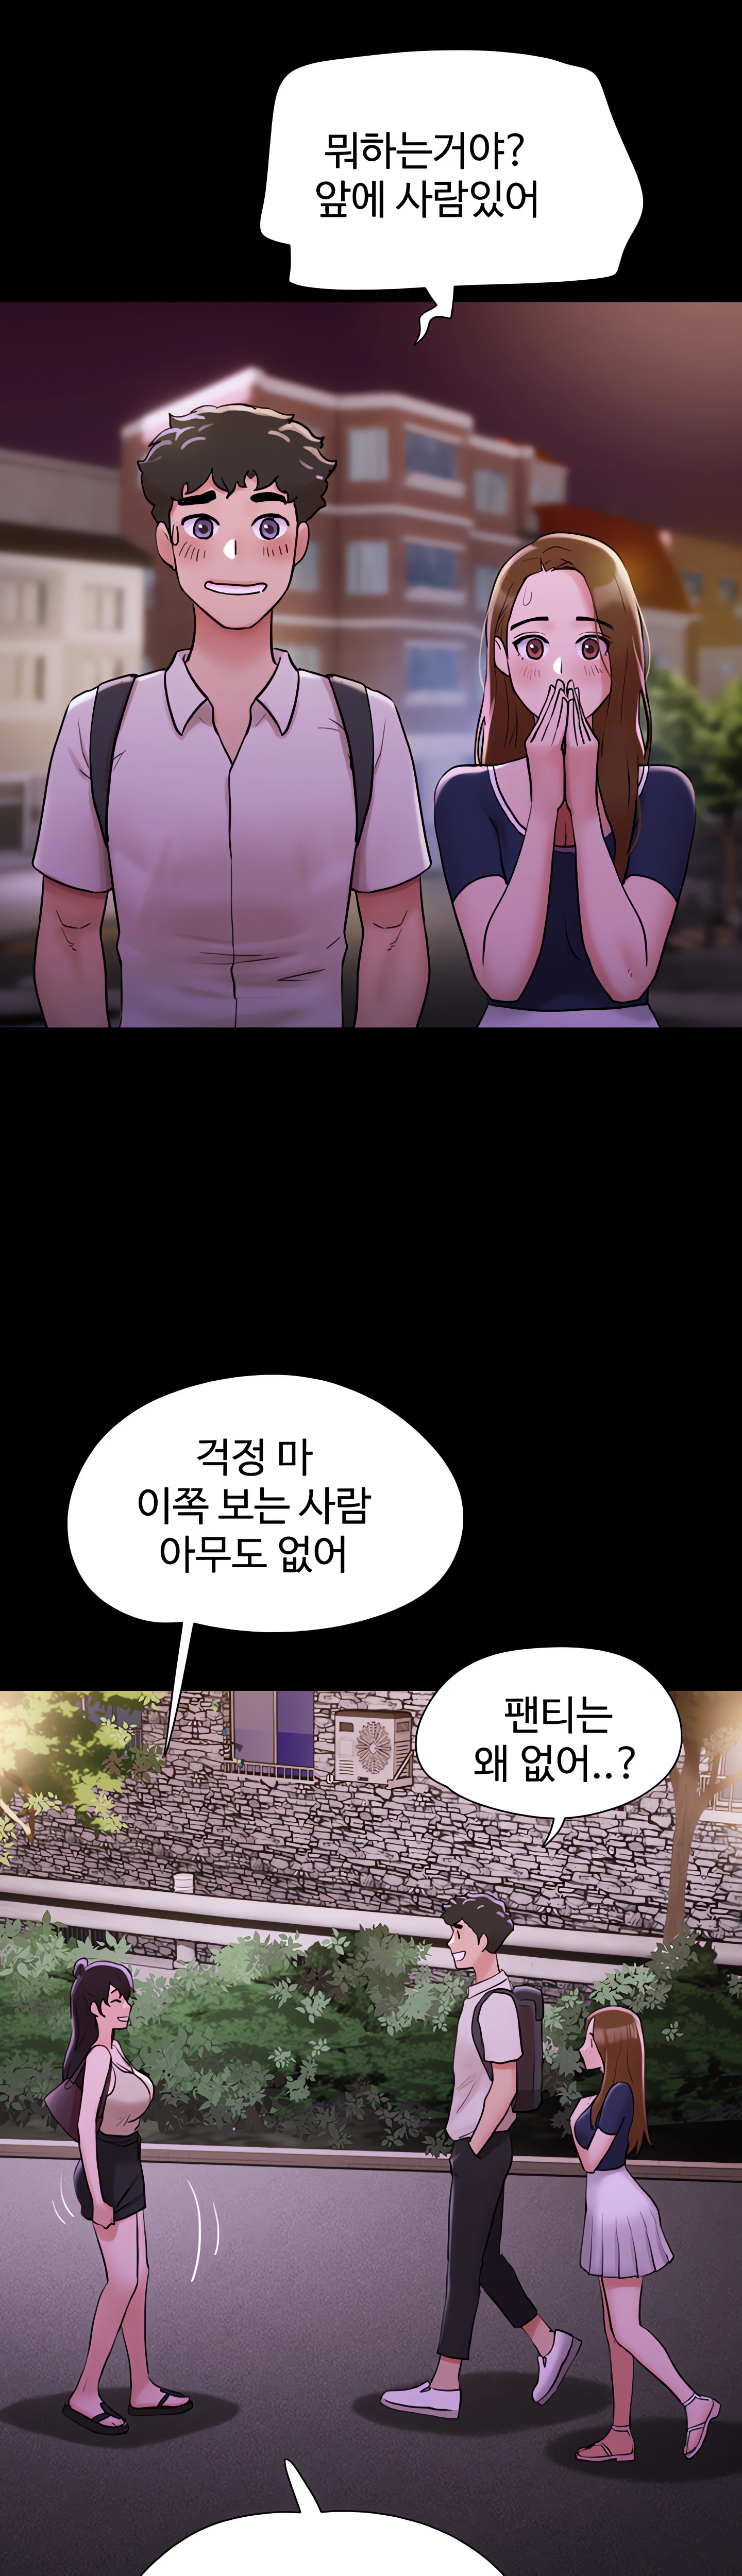 뭐하는거야?
앞에 사람있어
걱정 마
이쪽 보는 사람
아무도 없어
팬티는
왜 없어..?